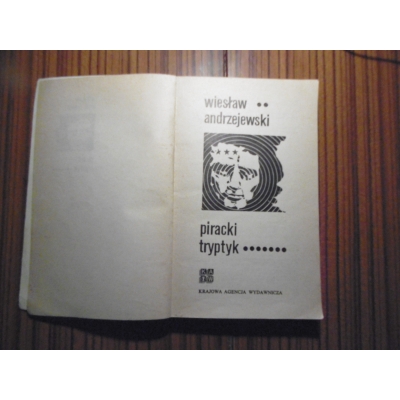 wiesław ••
andrzejewski
piracki
tryptyk •••••••
KRAJOWA AGENCJA WYDAWNICZA